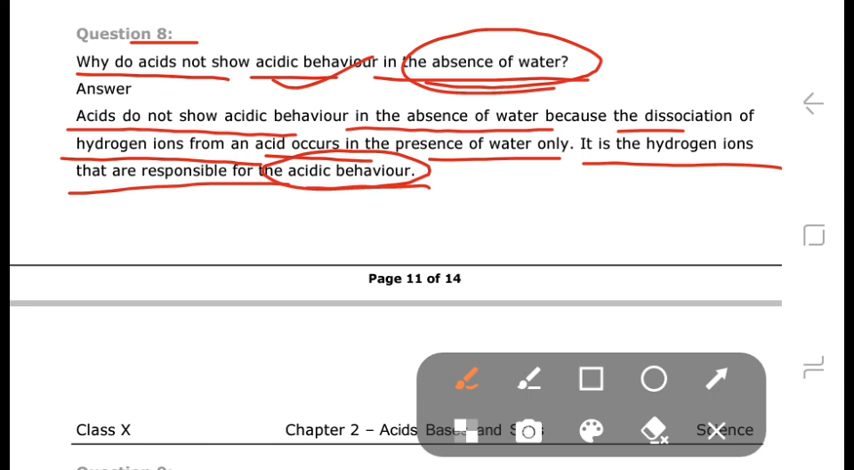 Question 8:
Why do acids not show acidic behaviour in the absence of water?
Answer
Acids do not show acidic behaviour in the absence of water because the dissociation of
hydrogen ions from an acid occurs in the presence of water only. It is the hydrogen ions
that are responsible for the acidic behaviour.
Page 11 of 14
Class X Chapter 2 – Acids Bases and Science